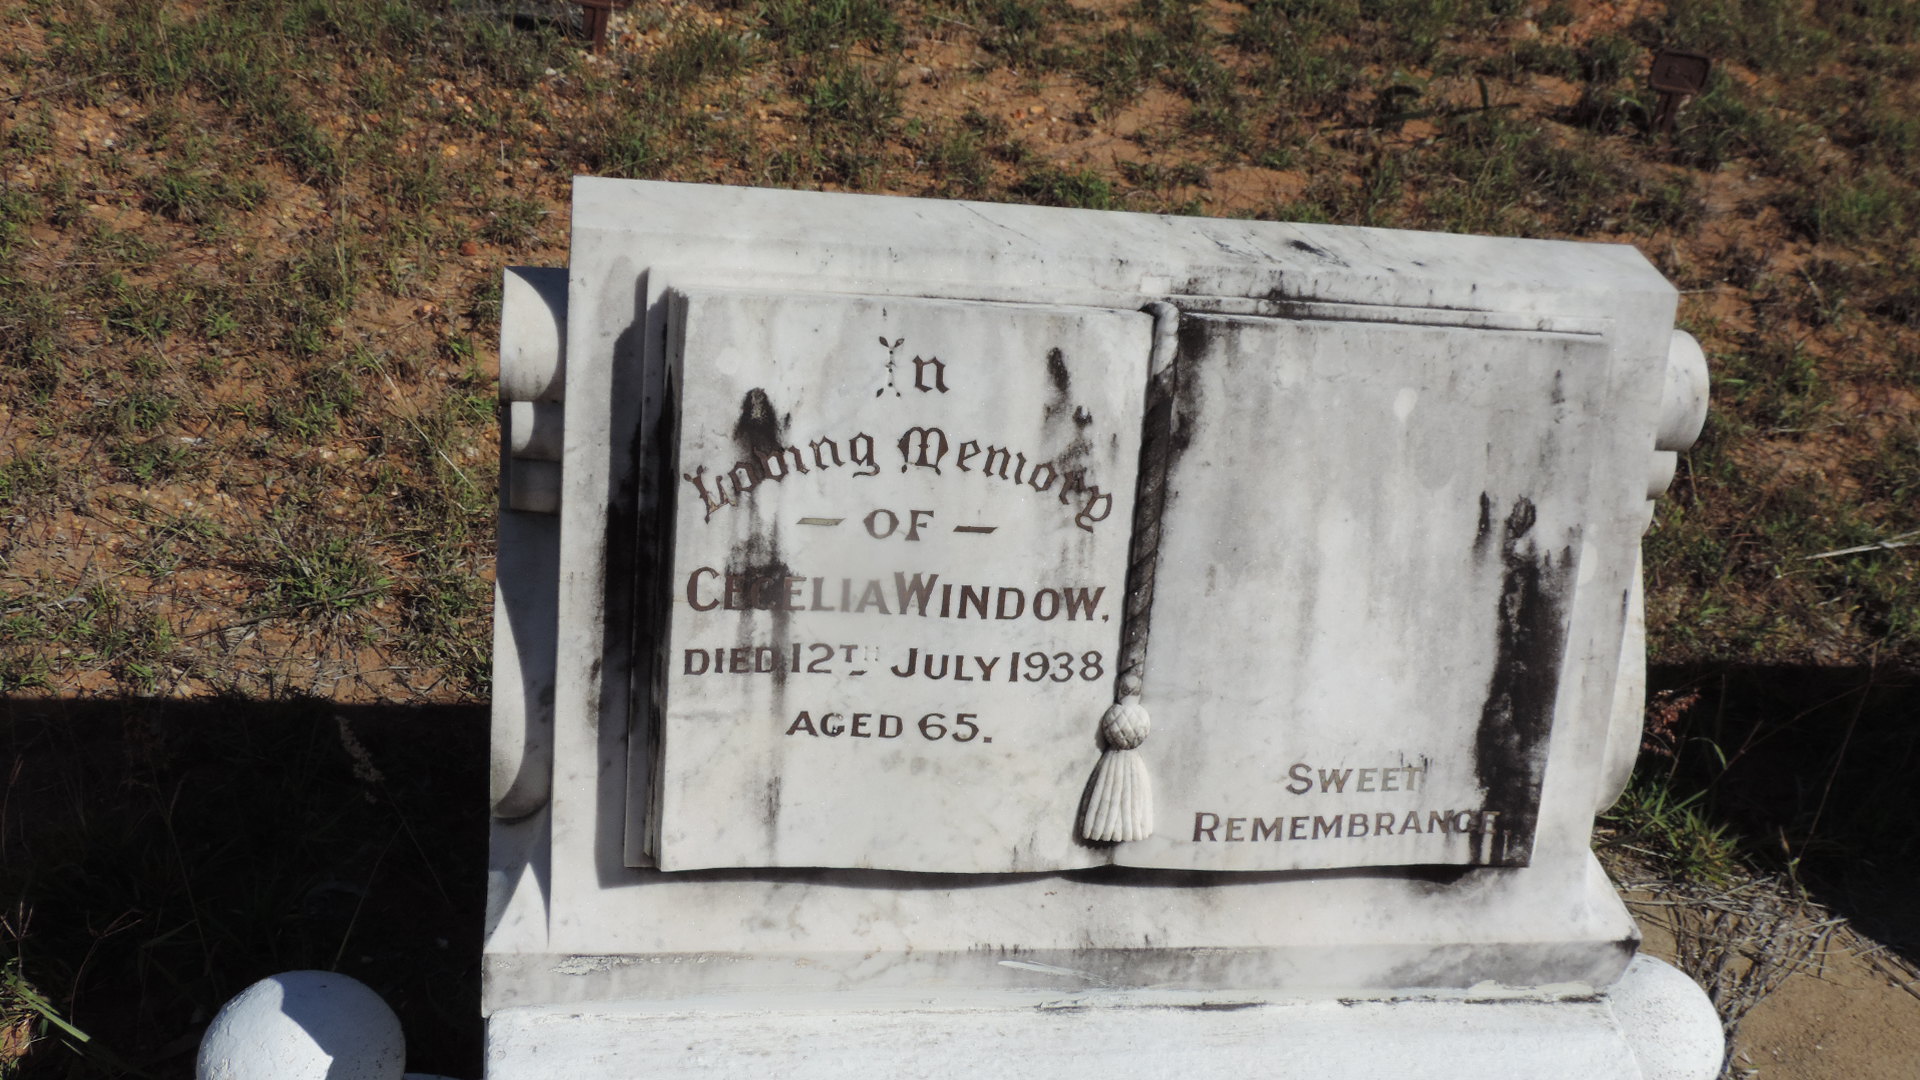 In
Loving Memory
— OF —
CECELIA WINDOW.
DIED 12TH JULY 1938
AGED 65.
SWEET
REMEMBRANCE